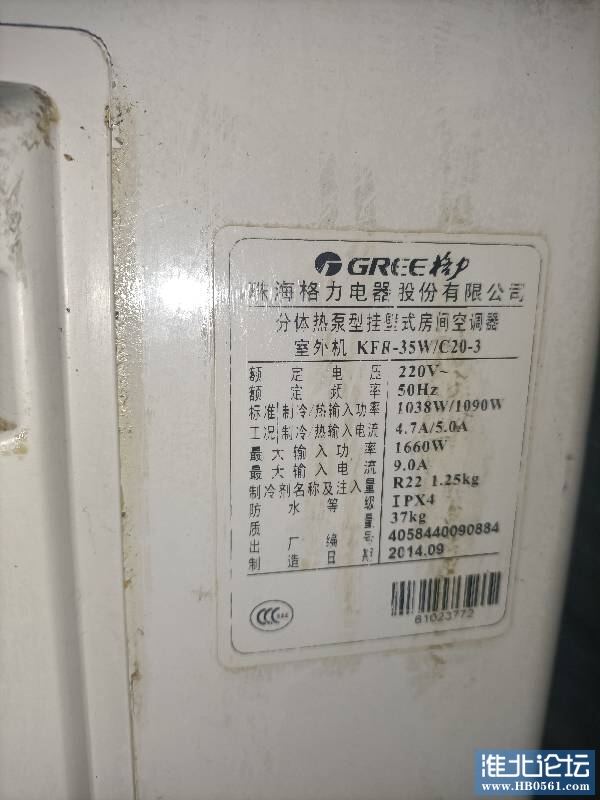 GREE 格力
珠海格力电器股份有限公司
分体热泵型挂壁式房间空调器
室外机 KFR-35W/C20-3
额定电压 220V~
额定频率 50Hz
标准|制冷/热输入功率 1038W/1090W
工况|制冷/热输入电流 4.7A/5.0A
最大输入功率 1660W
最大输入电流 9.0A
制冷剂名称及注入量 R22 1.25kg
防水等级 IPX4
质量 37kg
出厂编号 4058440090884
制造日期 2014.09
CCC
61023772
淮北论坛
www.HB0561.com